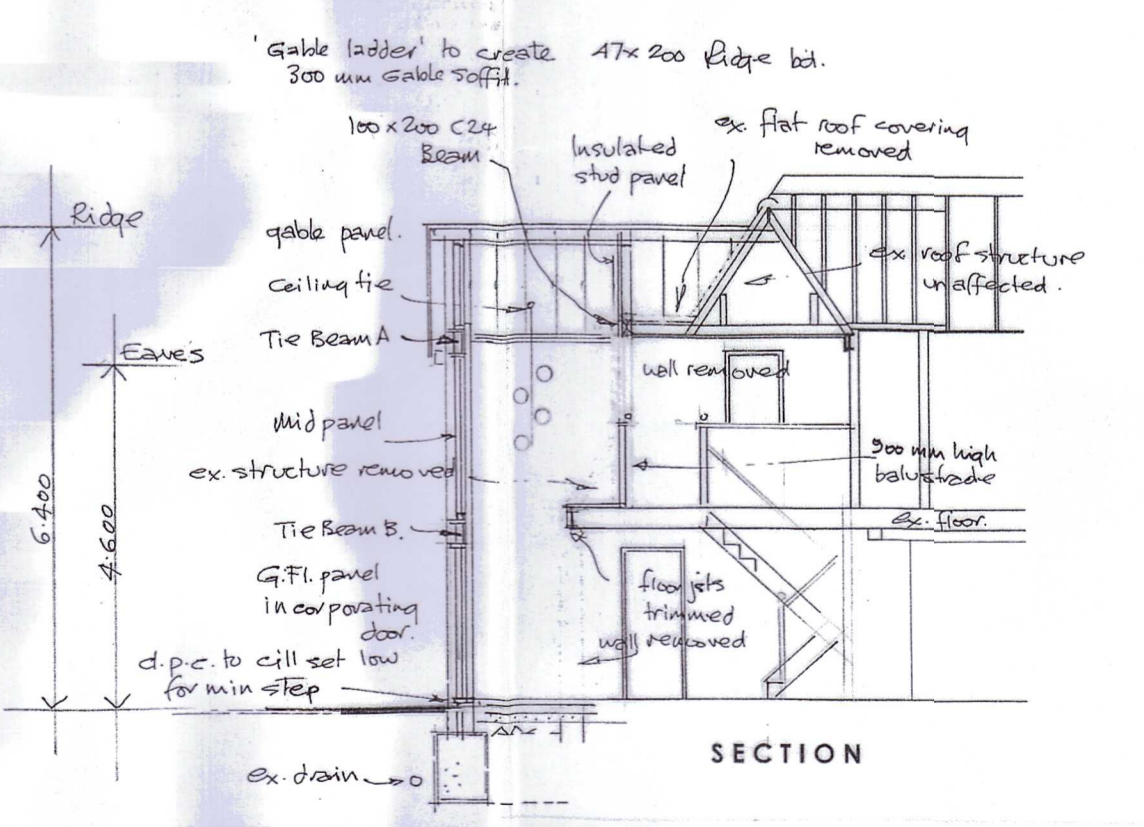 'Gable ladder' to create
300 mm Gable Soffit.
47x 200 Ridge bd.
100 x 200 C24
Beam
Insulated
stud panel
ex. flat roof covering
removed
Ridge
gable panel.
ceiling tie
Tie Beam A
Eaves
ex. roof structure
unaffected.
wall removed
Mid panel
ex. structure removed
900 mm high
balustrade
6.400
4.600
Tie Beam B.
ex. floor.
G.Fl. panel
incorporating
door.
floor jsts
trimmed
wall removed
d.p.c. to cill set low
for min step
ex. drain
SECTION